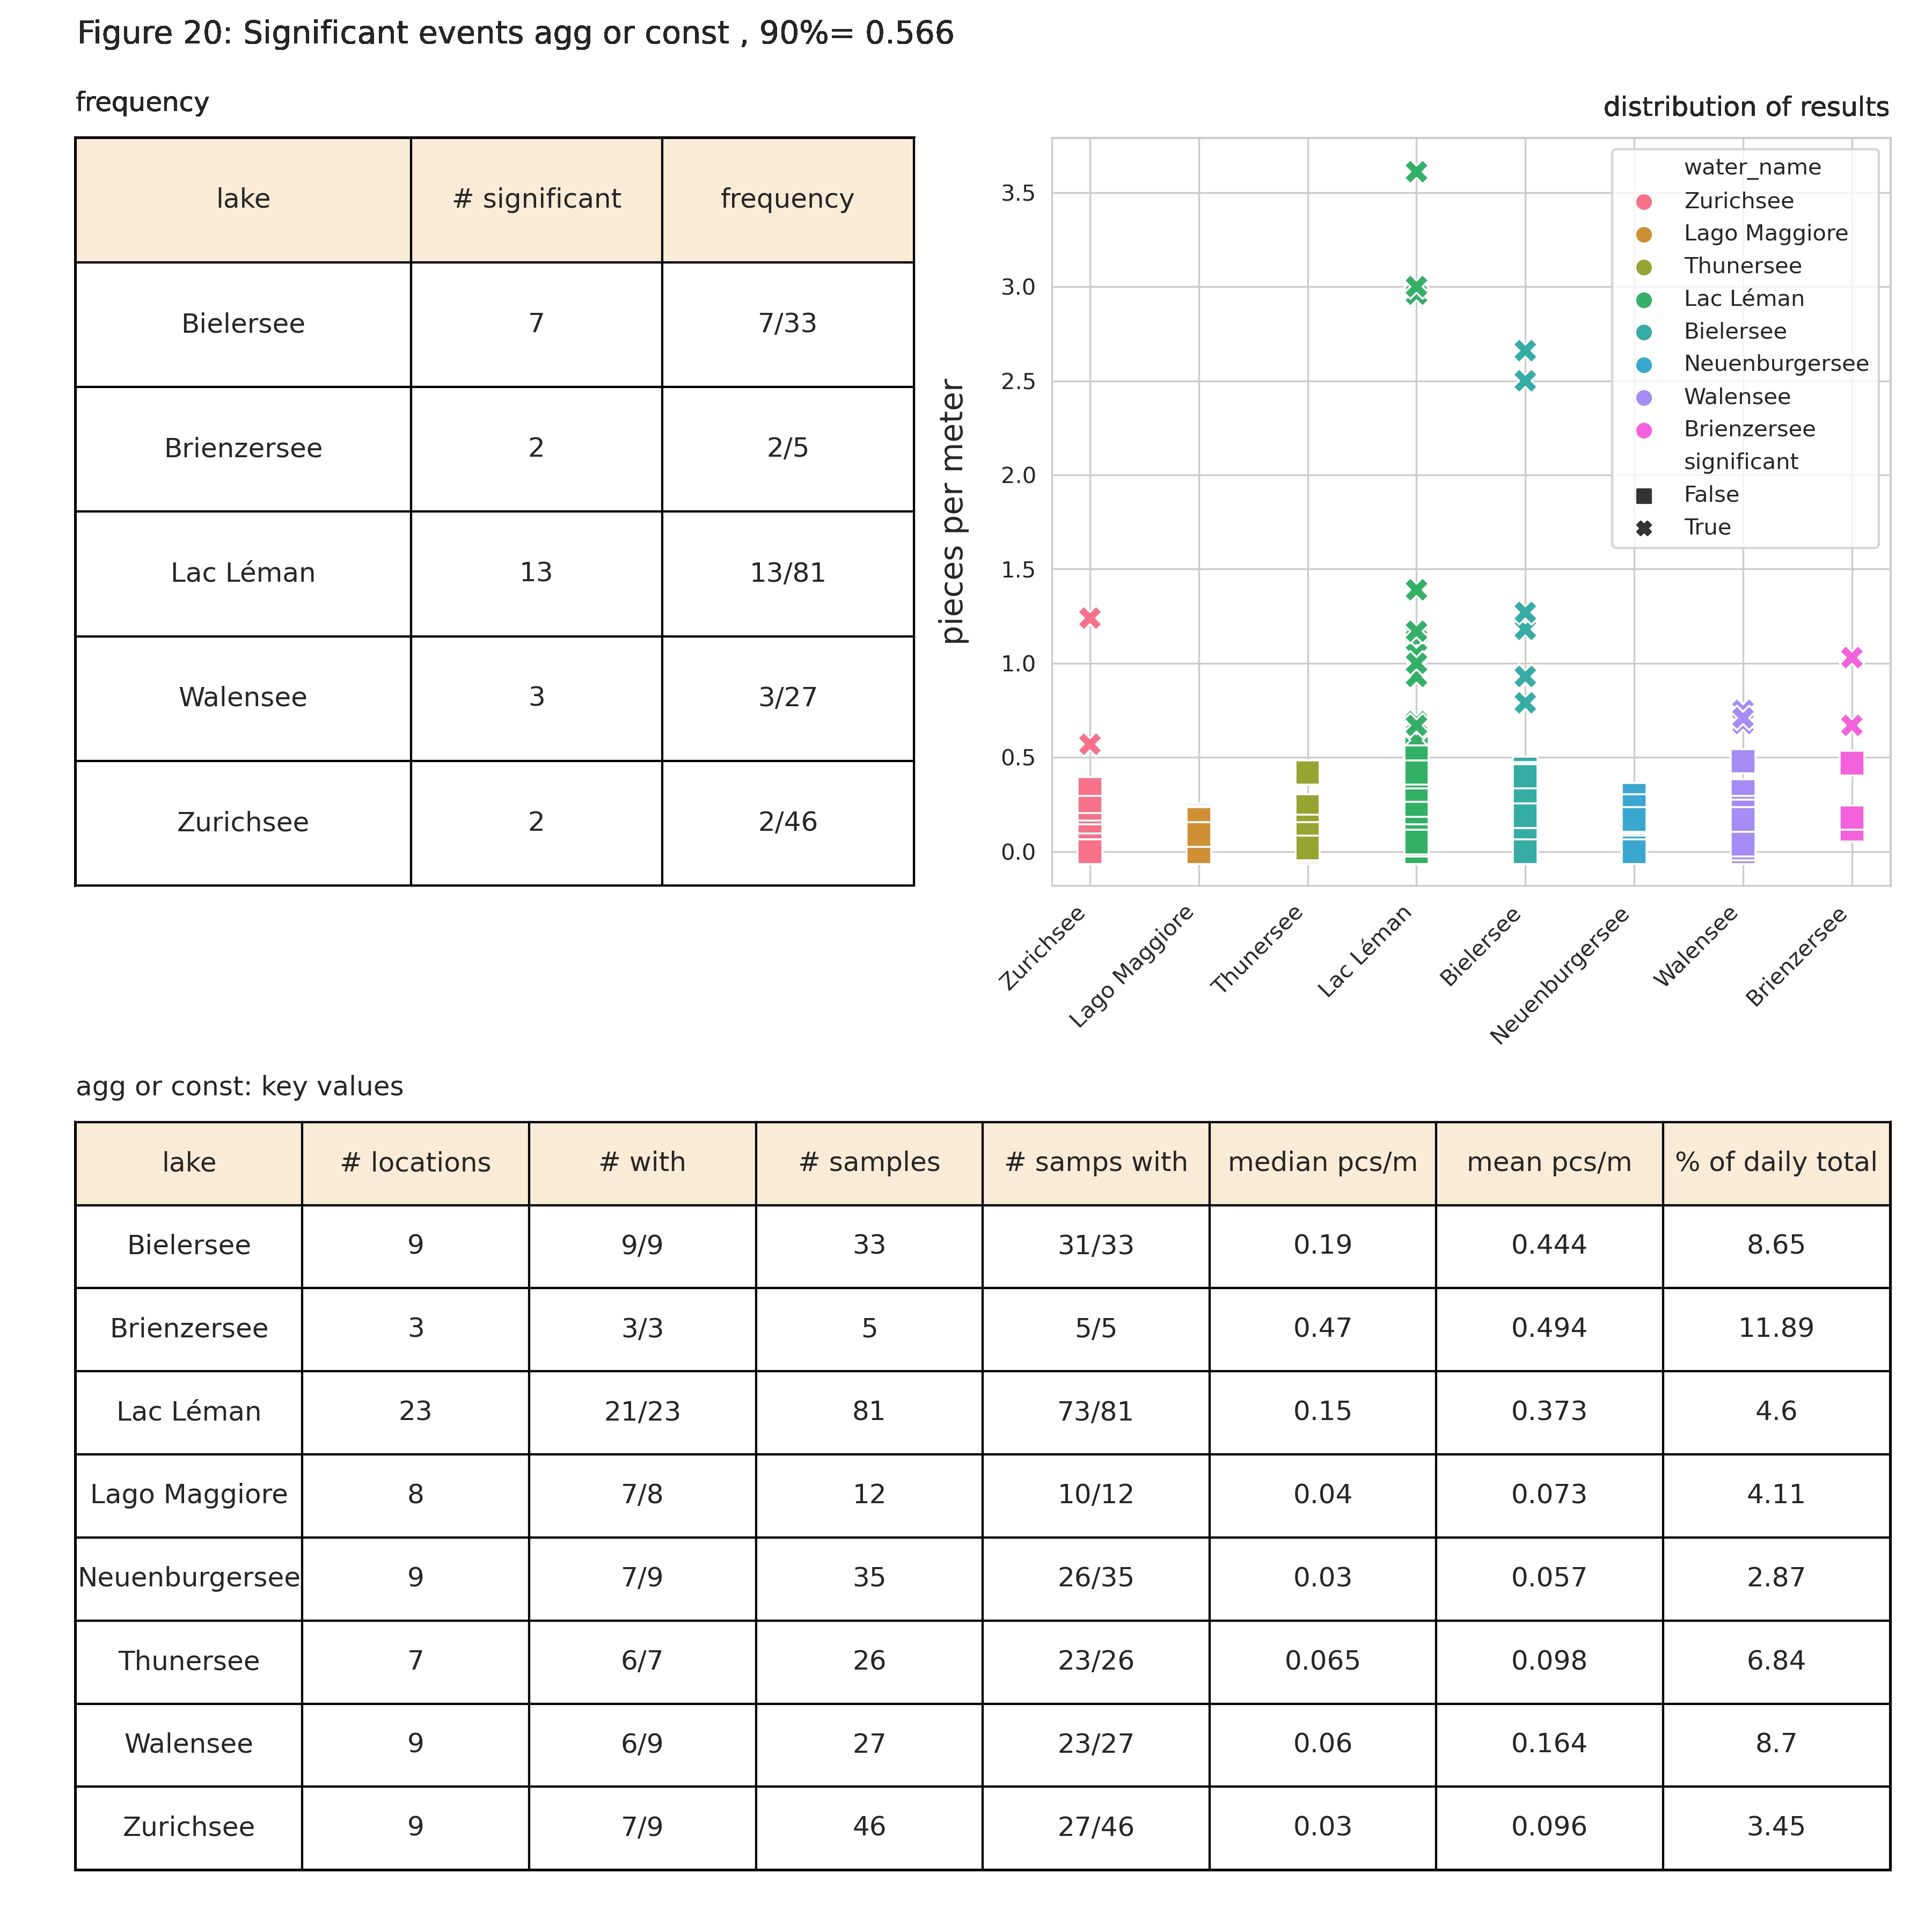 Figure 20: Significant events agg or const , 90%= 0.566
frequency
lake # significant frequency
Bielersee 7 7/33
Brienzersee 2 2/5
Lac Léman 13 13/81
Walensee 3 3/27
Zurichsee 2 2/46
distribution of results
pieces per meter
3.5
3.0
2.5
2.0
1.5
1.0
0.5
0.0
water_name
Zurichsee
Lago Maggiore
Thunersee
Lac Léman
Bielersee
Neuenburgersee
Walensee
Brienzersee
significant
False
True
Zurichsee
Lago Maggiore
Thunersee
Lac Léman
Bielersee
Neuenburgersee
Walensee
Brienzersee
agg or const: key values
lake # locations # with # samples # samps with median pcs/m mean pcs/m % of daily total
Bielersee 9 9/9 33 31/33 0.19 0.444 8.65
Brienzersee 3 3/3 5 5/5 0.47 0.494 11.89
Lac Léman 23 21/23 81 73/81 0.15 0.373 4.6
Lago Maggiore 8 7/8 12 10/12 0.04 0.073 4.11
Neuenburgersee 9 7/9 35 26/35 0.03 0.057 2.87
Thunersee 7 6/7 26 23/26 0.065 0.098 6.84
Walensee 9 6/9 27 23/27 0.06 0.164 8.7
Zurichsee 9 7/9 46 27/46 0.03 0.096 3.45